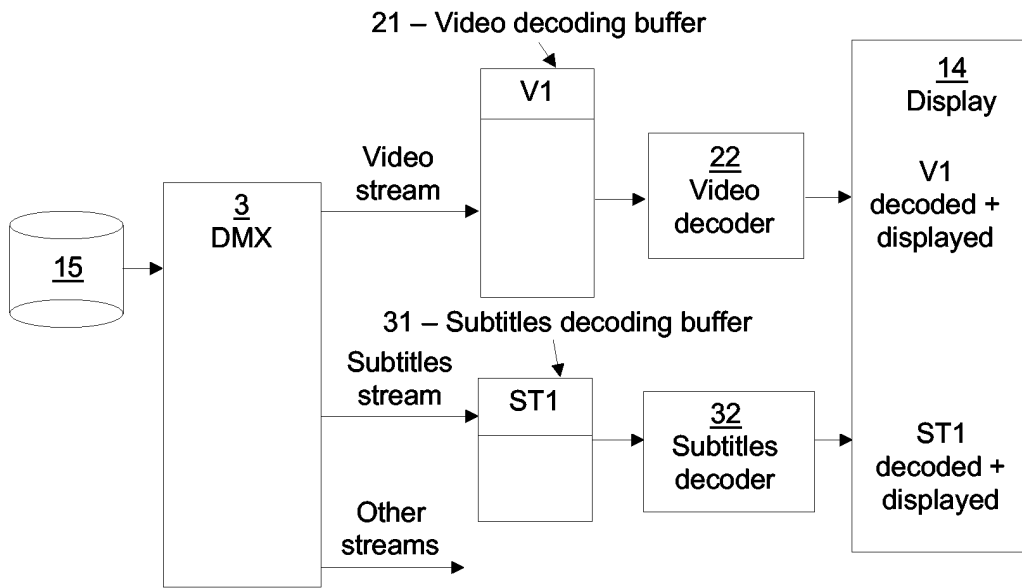 21 – Video decoding buffer
V1
14
Display
V1
decoded +
displayed
Video
stream
22
Video
decoder
3
DMX
15
31 – Subtitles decoding buffer
Subtitles
stream
ST1
32
Subtitles
decoder
ST1
decoded +
displayed
Other
streams